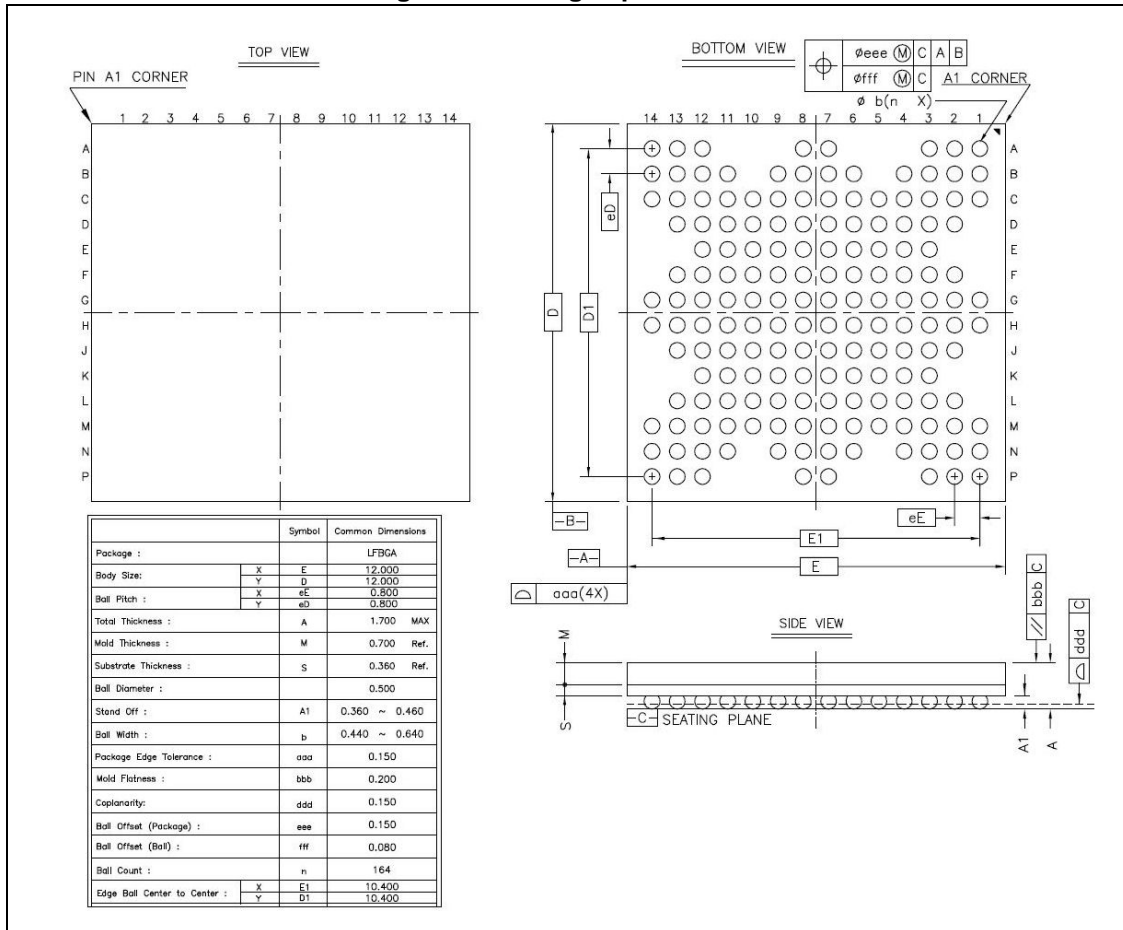 TOP VIEW
PIN A1 CORNER
1 2 3 4 5 6 7 8 9 10 11 12 13 14
A
B
C
D
E
F
G
H
J
K
L
M
N
P
BOTTOM VIEW
Øeee Ⓜ C A B
Øfff Ⓜ C
A1 CORNER
Ø b(n X)
14 13 12 11 10 9 8 7 6 5 4 3 2 1
A
B
C
D
E
F
G
H
J
K
L
M
N
P
eD
D
D1
-B-
eE
E1
-A-
E
aaa(4X)
SIDE VIEW
// bbb C
ddd C
M
S
-C- SEATING PLANE
A1
A
Symbol Common Dimensions
Package : LFBGA
Body Size: X E 12.000
Y D 12.000
Ball Pitch : X eE 0.800
Y eD 0.800
Total Thickness : A 1.700 MAX
Mold Thickness : M 0.700 Ref.
Substrate Thickness : S 0.360 Ref.
Ball Diameter : 0.500
Stand Off : A1 0.360 ~ 0.460
Ball Width : b 0.440 ~ 0.640
Package Edge Tolerance : aaa 0.150
Mold Flatness : bbb 0.200
Coplanarity: ddd 0.150
Ball Offset (Package) : eee 0.150
Ball Offset (Ball) : fff 0.080
Ball Count : n 164
Edge Ball Center to Center : X E1 10.400
Y D1 10.400